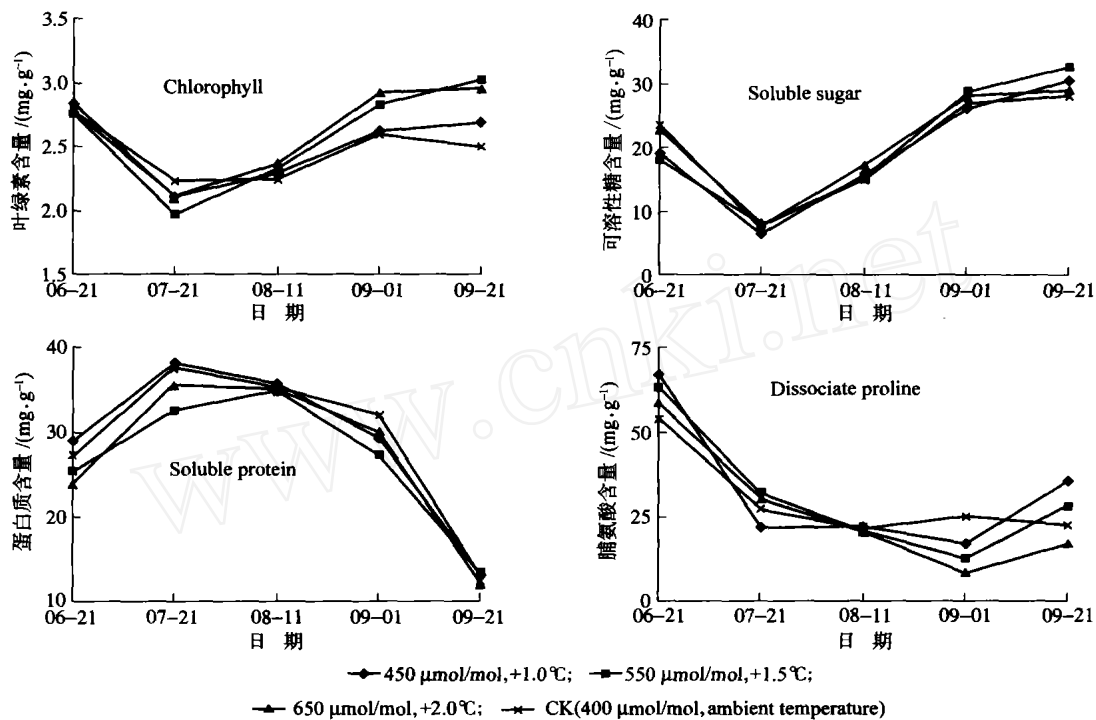 3.5
3.0
2.5
2.0
1.5
叶绿素含量/(mg·g⁻¹)
Chlorophyll
06–21 07–21 08–11 09–01 09–21
日 期
40
30
20
10
0
可溶性糖含量/(mg·g⁻¹)
Soluble sugar
06–21 07–21 08–11 09–01 09–21
日 期
40
30
20
10
蛋白质含量/(mg·g⁻¹)
Soluble protein
06–21 07–21 08–11 09–01 09–21
日 期
75
50
25
0
脯氨酸含量/(mg·g⁻¹)
Dissociate proline
06–21 07–21 08–11 09–01 09–21
日 期
450 μmol/mol,+1.0℃; 550 μmol/mol,+1.5℃;
650 μmol/mol,+2.0℃; CK(400 μmol/mol, ambient temperature)
www.cnki.net